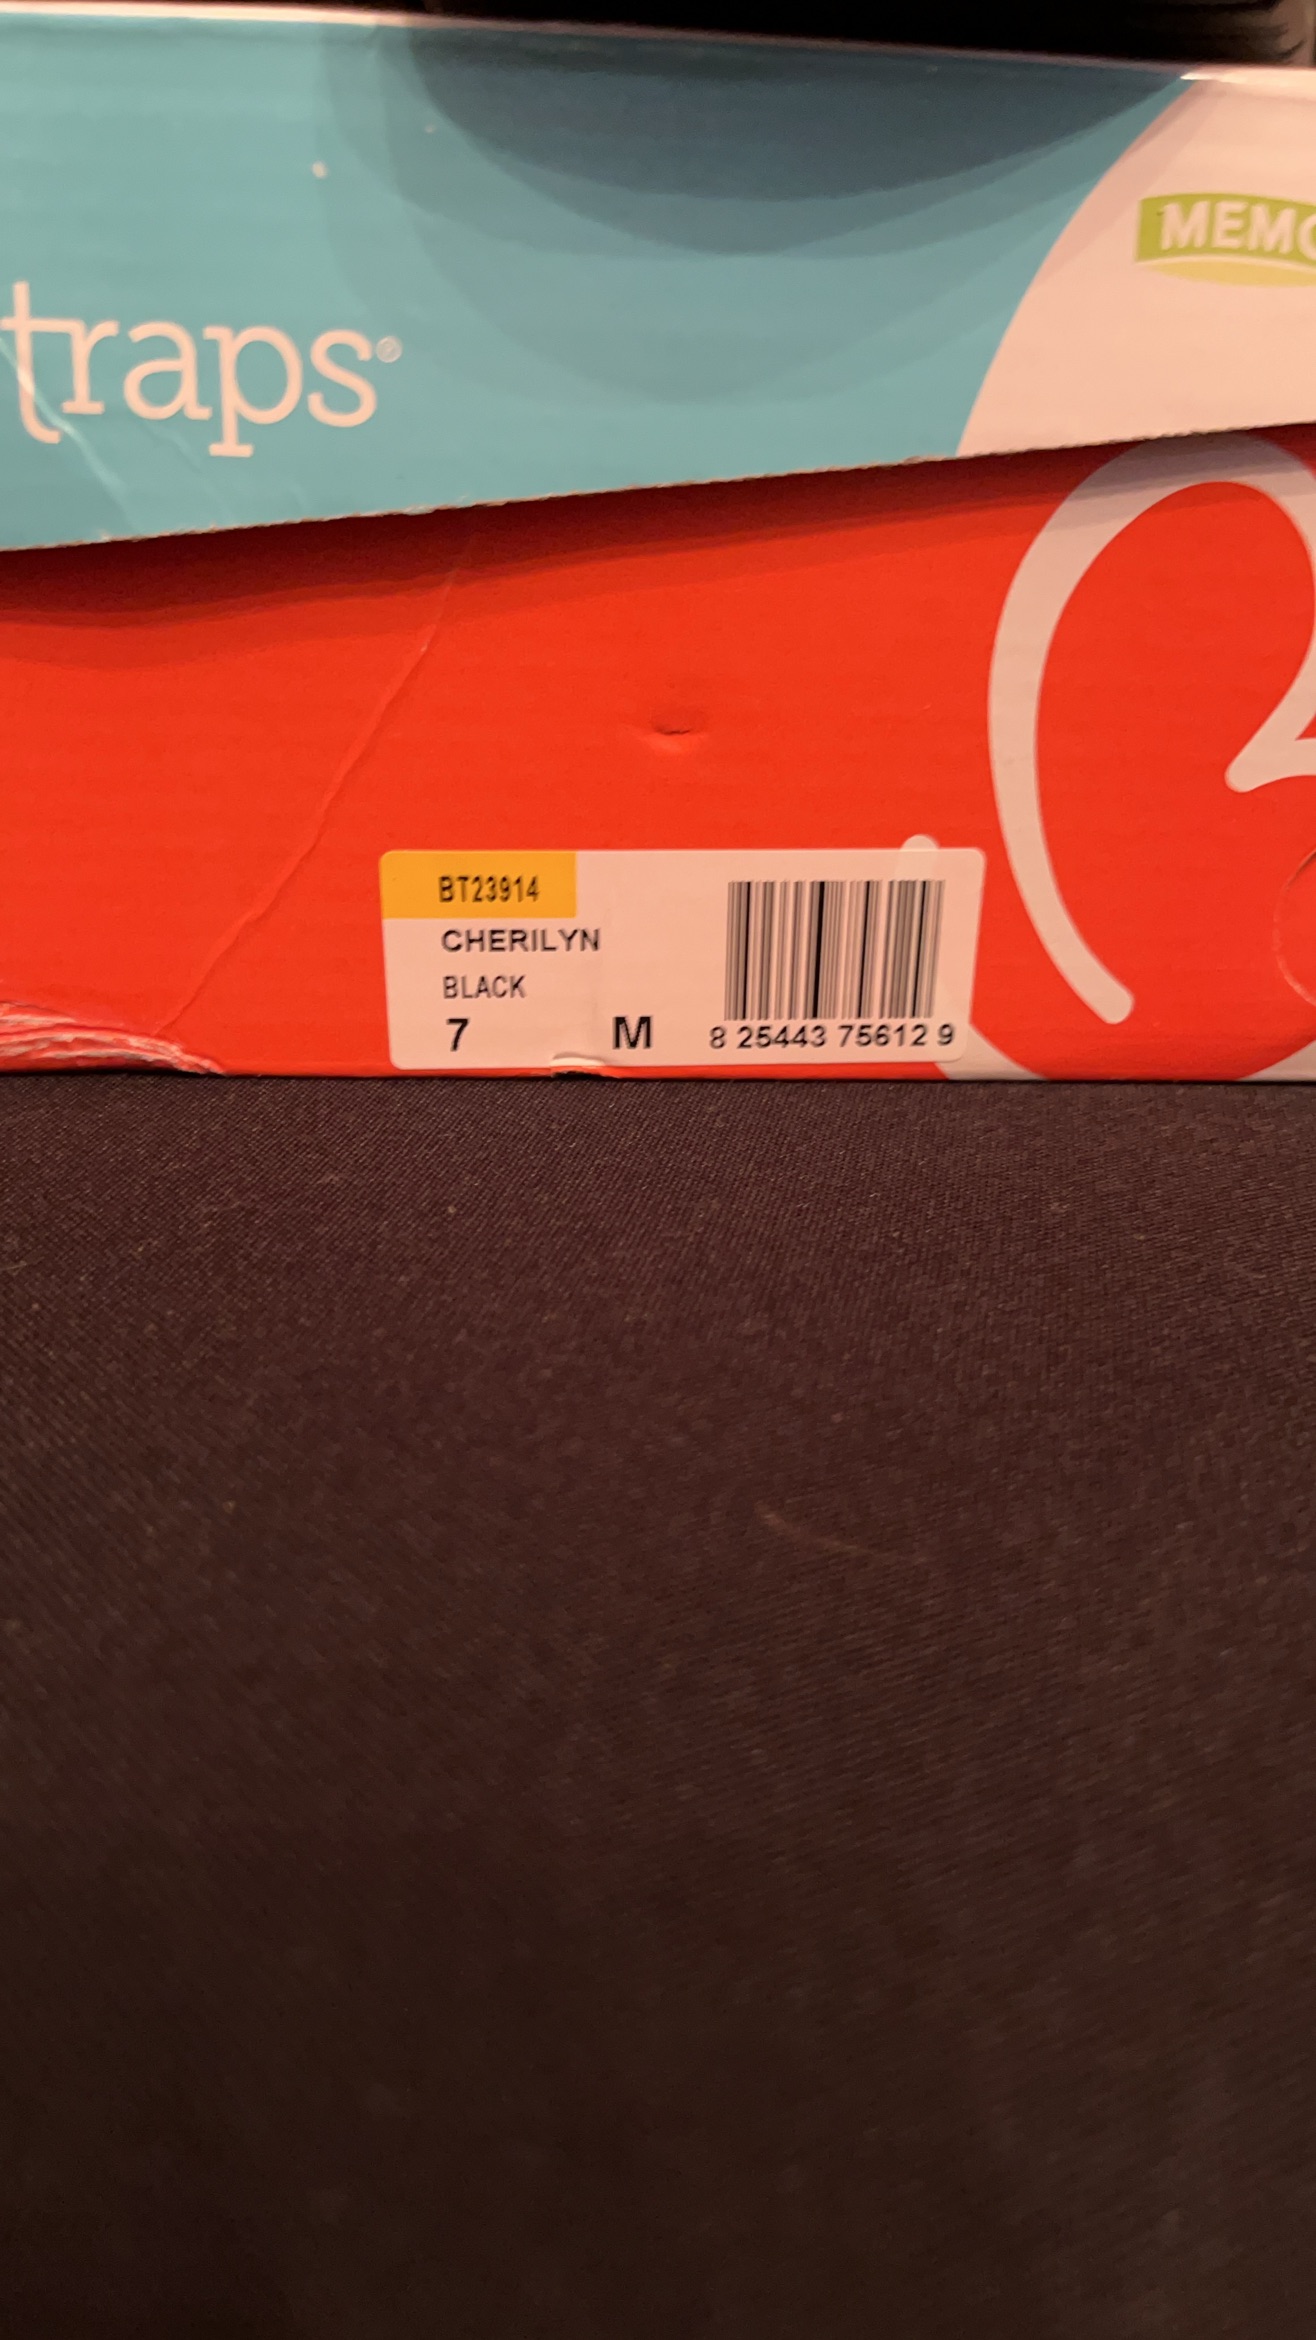 traps®
MEMO
BT23914
CHERILYN
BLACK
7 M 8 25443 75612 9